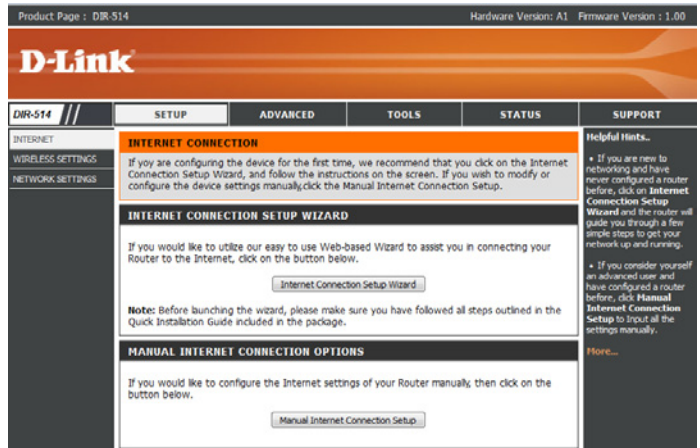 Product Page : DIR-514
Hardware Version: A1 Firmware Version : 1.00
D-Link
DIR-514
SETUP
ADVANCED
TOOLS
STATUS
SUPPORT
INTERNET
WIRELESS SETTINGS
NETWORK SETTINGS
INTERNET CONNECTION
If yoy are configuring the device for the first time, we recommend that you click on the Internet
Connection Setup Wizard, and follow the instructions on the screen. If you wish to modify or
configure the device settings manually,click the Manual Internet Connection Setup.
INTERNET CONNECTION SETUP WIZARD
If you would like to utilize our easy to use Web-based Wizard to assist you in connecting your
Router to the Internet, click on the button below.
Internet Connection Setup Wizard
Note: Before launching the wizard, please make sure you have followed all steps outlined in the
Quick Installation Guide included in the package.
MANUAL INTERNET CONNECTION OPTIONS
If you would like to configure the Internet settings of your Router manually, then click on the
button below.
Manual Internet Connection Setup
Helpful Hints..
• If you are new to
networking and have
never configured a router
before, click on Internet
Connection Setup
Wizard and the router will
guide you through a few
simple steps to get your
network up and running.
• If you consider yourself
an advanced user and
have configured a router
before, click Manual
Internet Connection
Setup to Input all the
settings manually.
More...